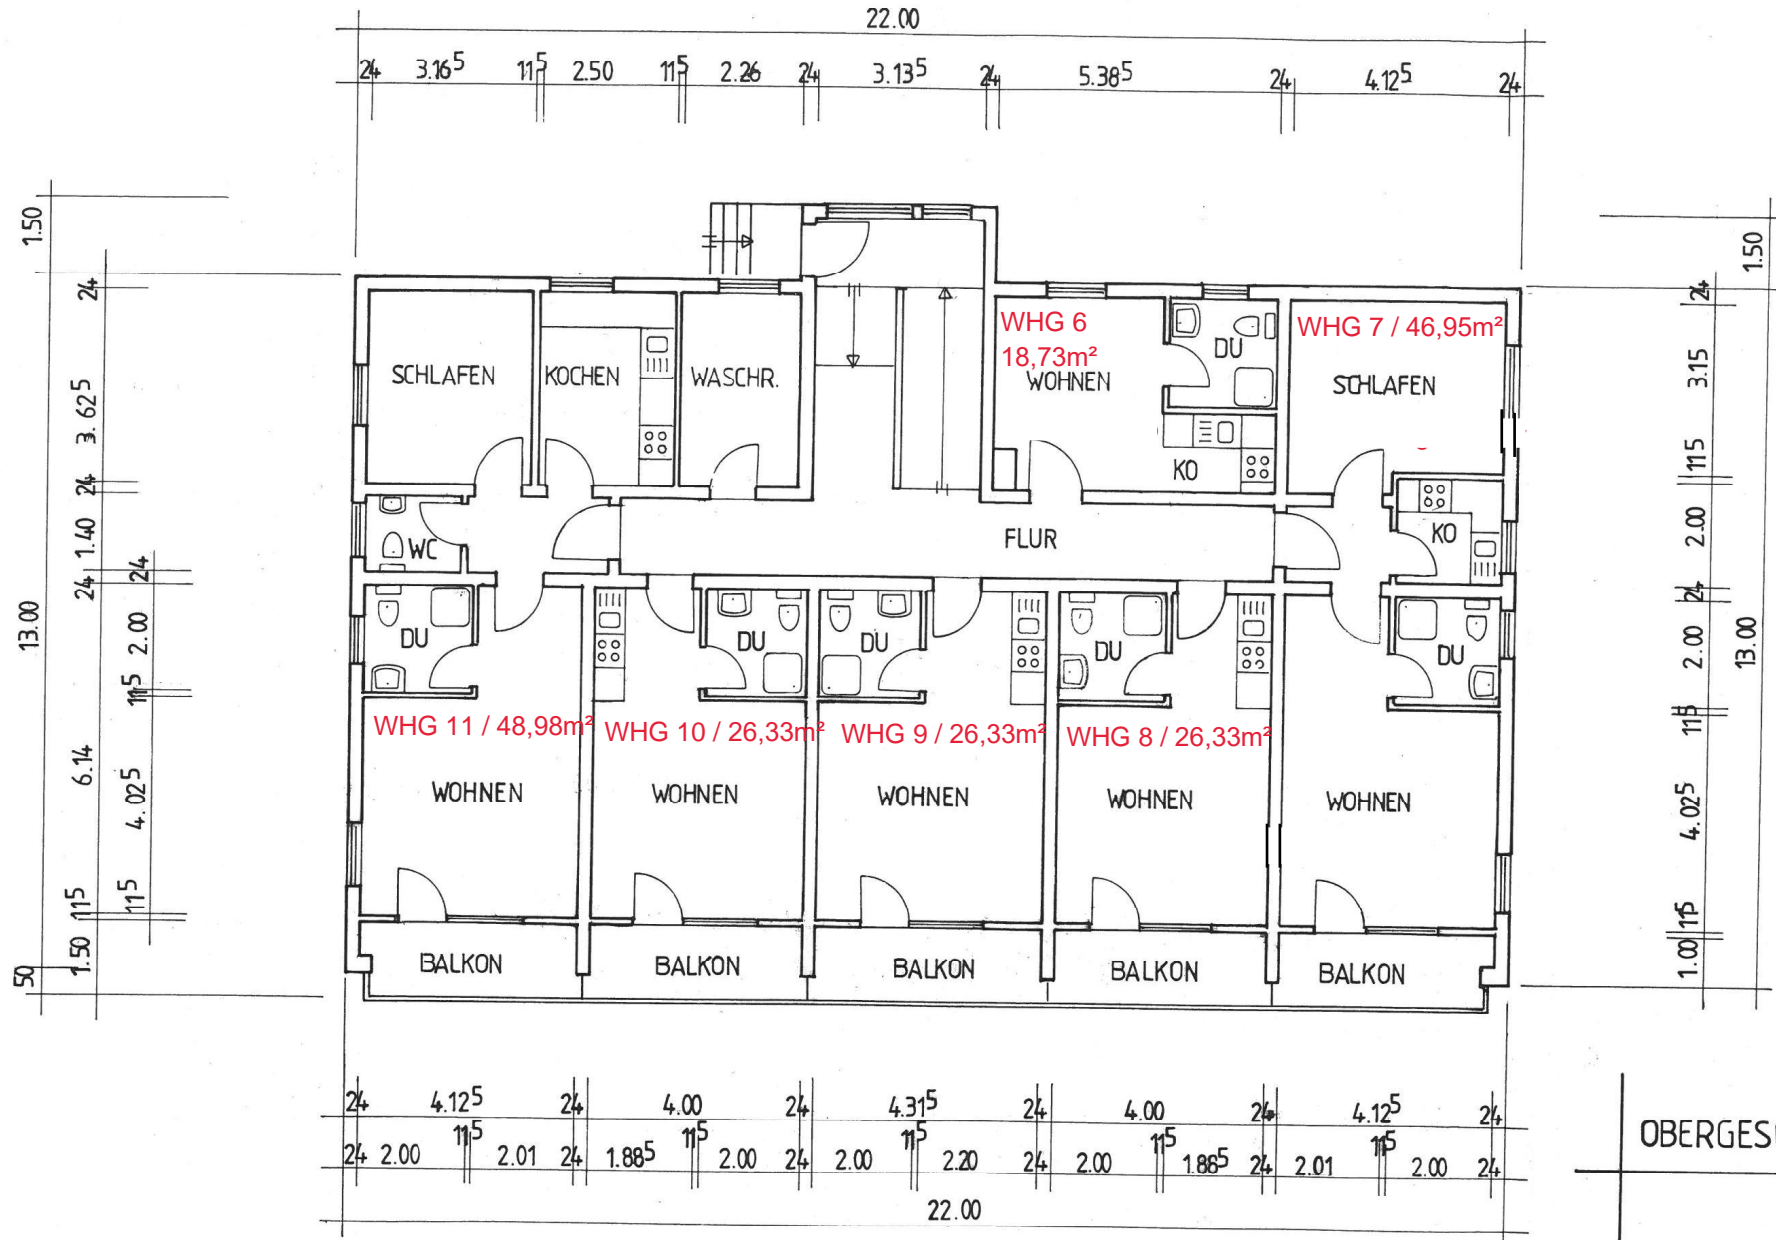 22.00
24 3.16⁵ 11⁵ 2.50 11⁵ 2.26 24 3.13⁵ 24 5.38⁵ 24 4.12⁵ 24
1.50
13.00
50
24
3.62⁵
24
1.40
24
6.14
11⁵
1.50
24
2.00
11⁵
4.02⁵
11⁵
SCHLAFEN
KOCHEN
WASCHR.
WHG 6
18,73m²
WOHNEN
DU
KO
WHG 7 / 46,95m²
SCHLAFEN
WC
FLUR
KO
DU
DU
DU
DU
DU
WHG 11 / 48,98m²
WHG 10 / 26,33m²
WHG 9 / 26,33m²
WHG 8 / 26,33m²
WOHNEN
WOHNEN
WOHNEN
WOHNEN
WOHNEN
BALKON
BALKON
BALKON
BALKON
BALKON
24
3.15
11⁵
2.00
24
2.00
11⁵
4.02⁵
11⁵
1.00
1.50
13.00
24 4.12⁵ 24 4.00 24 4.31⁵ 24 4.00 24 4.12⁵ 24
24 2.00 11⁵ 2.01 24 1.88⁵ 11⁵ 2.00 24 2.00 11⁵ 2.20 24 2.00 11⁵ 1.88⁵ 24 2.01 11⁵ 2.00 24
22.00
OBERGES